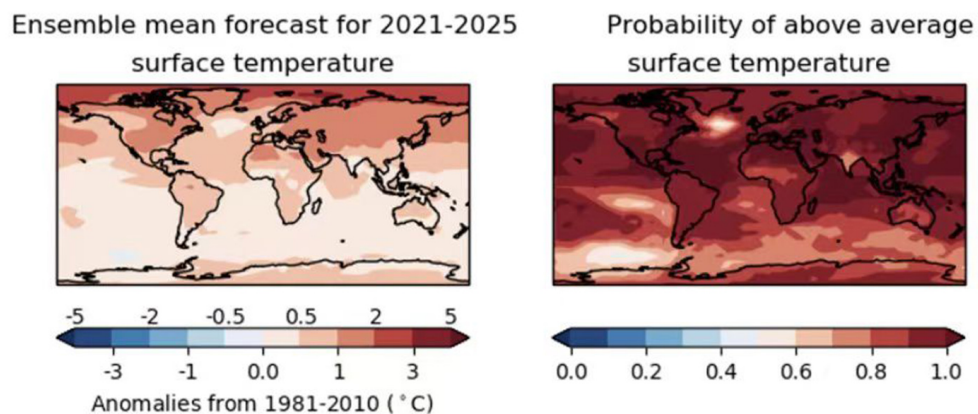 Ensemble mean forecast for 2021-2025
surface temperature
Probability of above average
surface temperature
-5 -2 -0.5 0.5 2 5
-3 -1 0.0 1 3
Anomalies from 1981-2010 (°C)
0.0 0.2 0.4 0.6 0.8 1.0